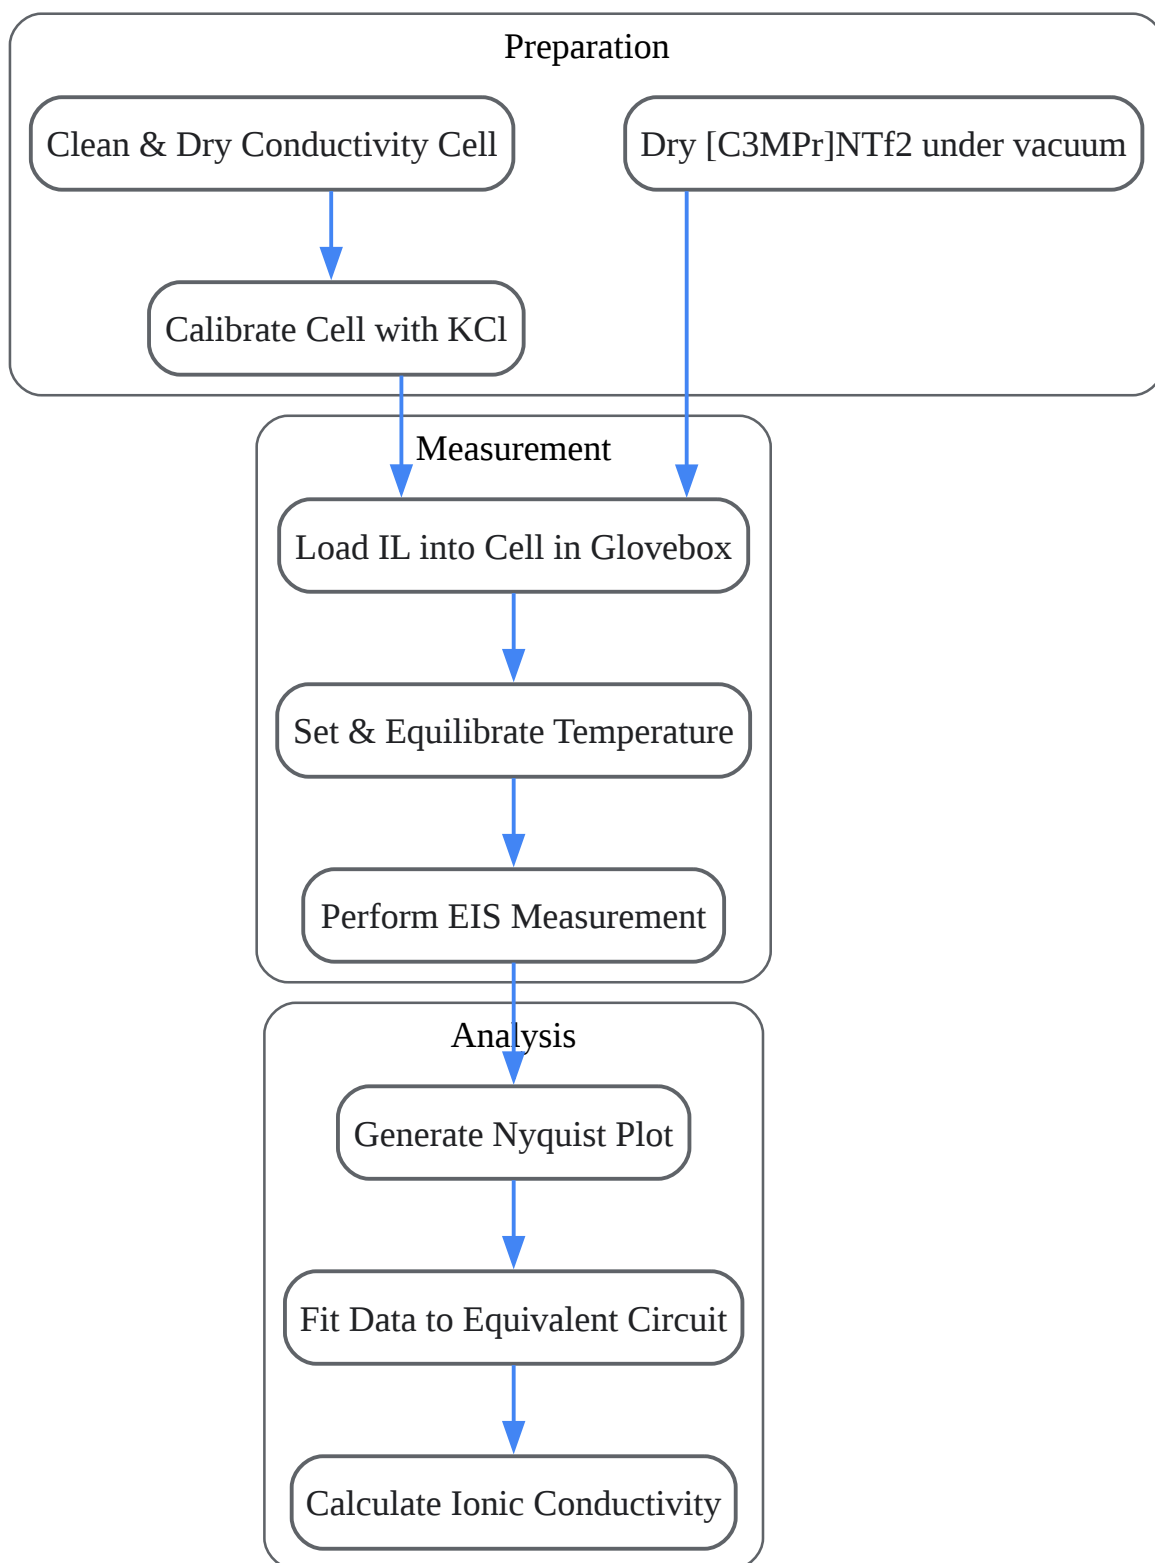 Preparation
Clean & Dry Conductivity Cell
Dry [C3MPr]NTf2 under vacuum
Calibrate Cell with KCl
Measurement
Load IL into Cell in Glovebox
Set & Equilibrate Temperature
Perform EIS Measurement
Analysis
Generate Nyquist Plot
Fit Data to Equivalent Circuit
Calculate Ionic Conductivity